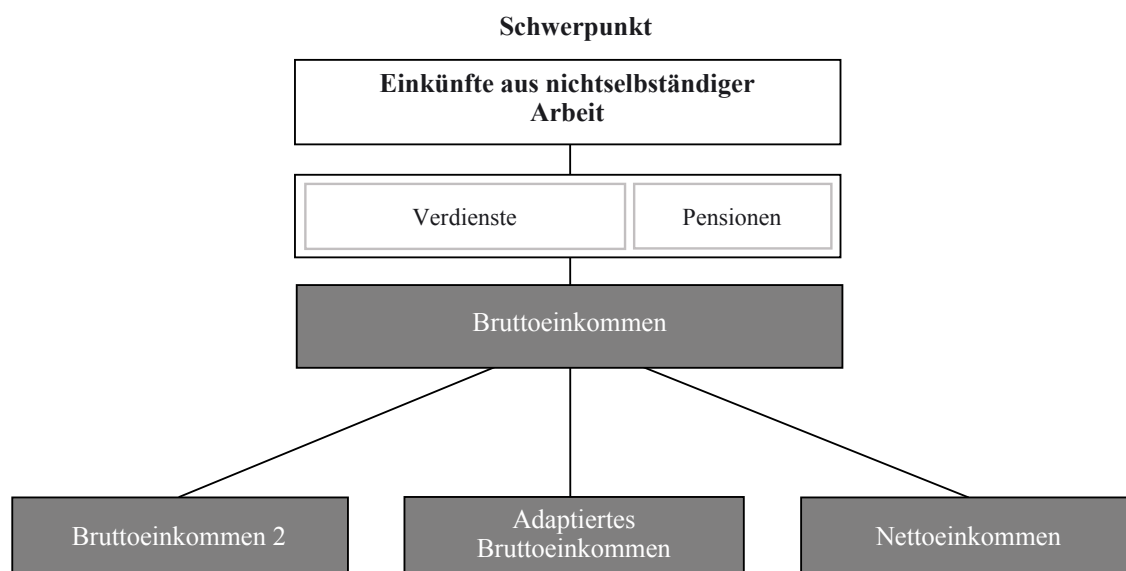 Schwerpunkt
Einkünfte aus nichtselbständiger
Arbeit
Verdienste
Pensionen
Bruttoeinkommen
Bruttoeinkommen 2
Adaptiertes
Bruttoeinkommen
Nettoeinkommen